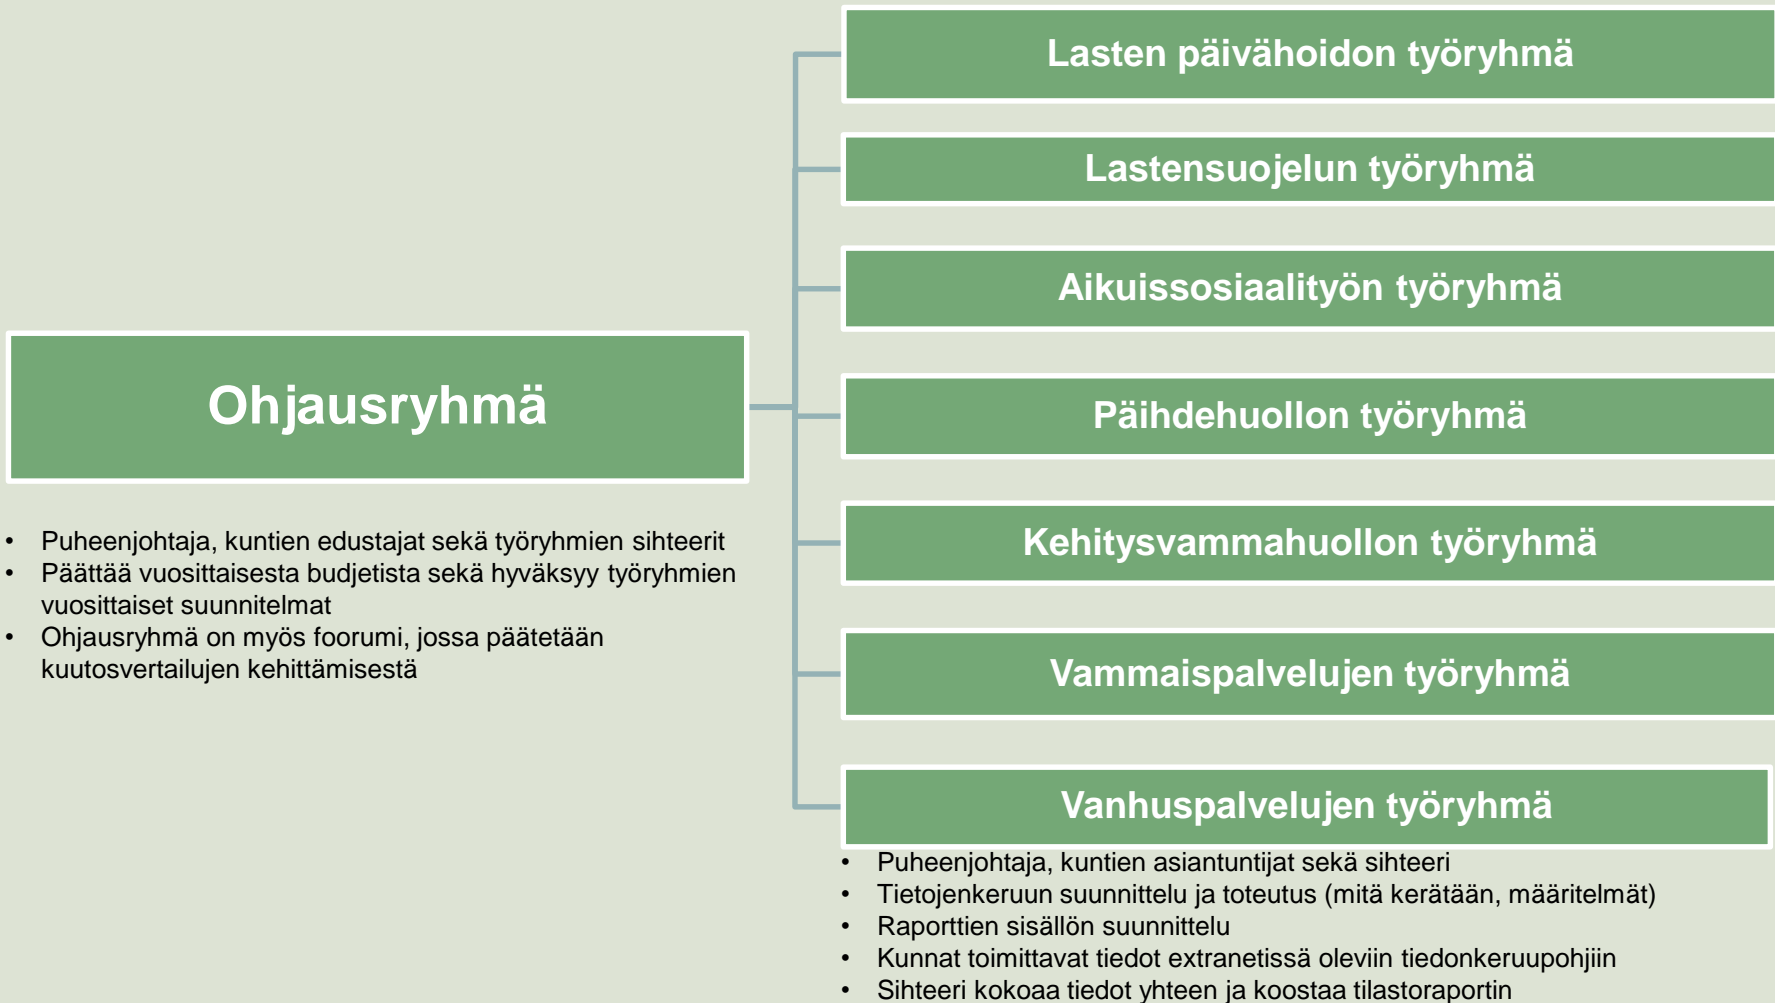 Ohjausryhmä
• Puheenjohtaja, kuntien edustajat sekä työryhmien sihteerit
• Päättää vuosittaisesta budjetista sekä hyväksyy työryhmien
vuosittaiset suunnitelmat
• Ohjausryhmä on myös foorumi, jossa päätetään
kuutosvertailujen kehittämisestä
Lasten päivähoidon työryhmä
Lastensuojelun työryhmä
Aikuissosiaalityön työryhmä
Päihdehuollon työryhmä
Kehitysvammahuollon työryhmä
Vammaispalvelujen työryhmä
Vanhuspalvelujen työryhmä
• Puheenjohtaja, kuntien asiantuntijat sekä sihteeri
• Tietojenkeruun suunnittelu ja toteutus (mitä kerätään, määritelmät)
• Raporttien sisällön suunnittelu
• Kunnat toimittavat tiedot extranetissä oleviin tiedonkeruupohjiin
• Sihteeri kokoaa tiedot yhteen ja koostaa tilastoraportin